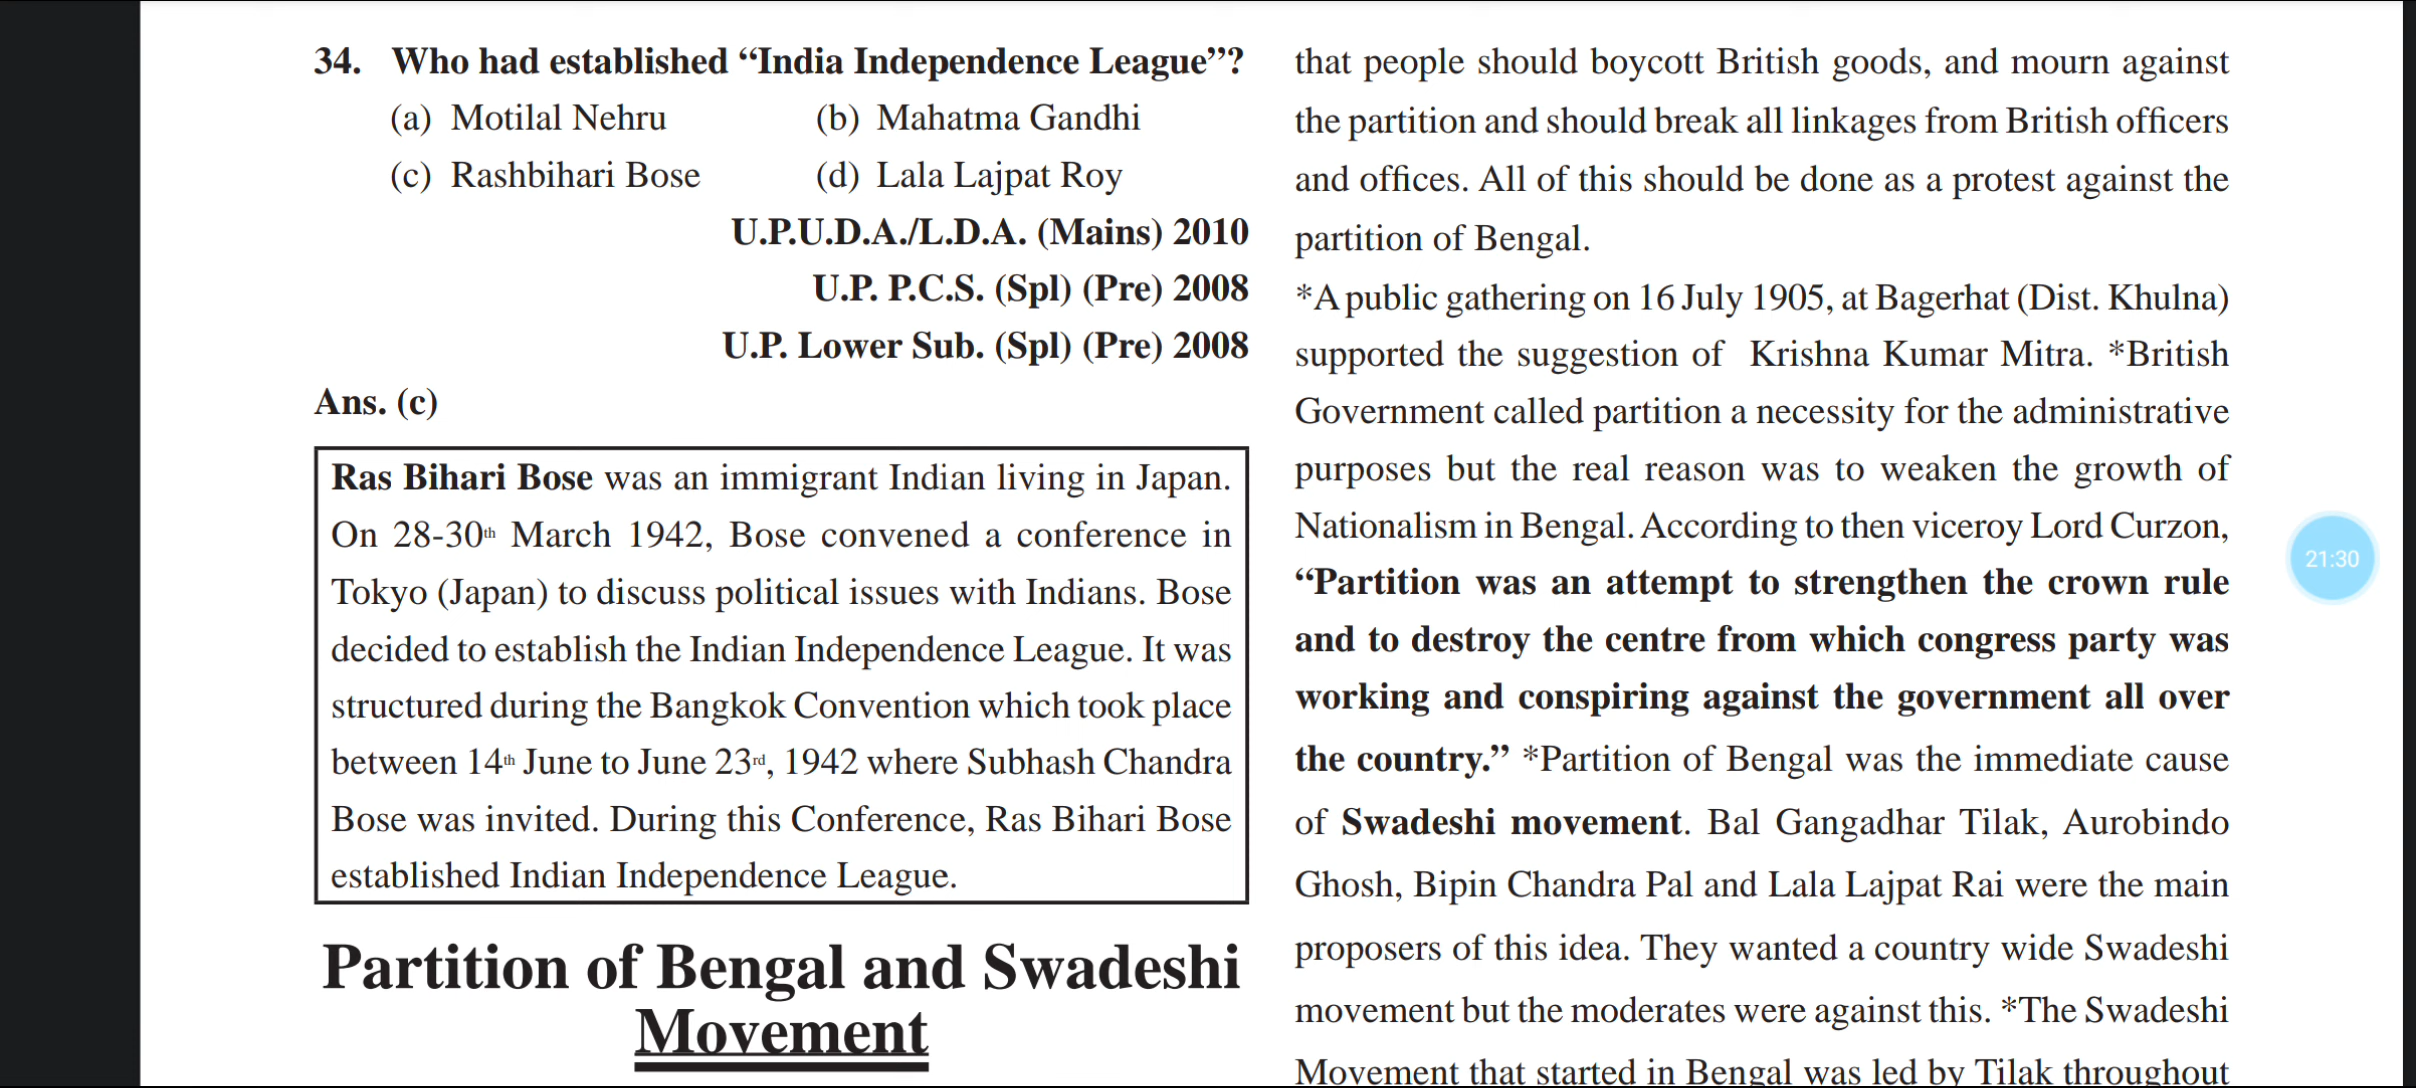 34. Who had established “India Independence League”?
(a) Motilal Nehru (b) Mahatma Gandhi
(c) Rashbihari Bose (d) Lala Lajpat Roy
U.P.U.D.A./L.D.A. (Mains) 2010
U.P. P.C.S. (Spl) (Pre) 2008
U.P. Lower Sub. (Spl) (Pre) 2008
Ans. (c)
Ras Bihari Bose was an immigrant Indian living in Japan.
On 28-30th March 1942, Bose convened a conference in
Tokyo (Japan) to discuss political issues with Indians. Bose
decided to establish the Indian Independence League. It was
structured during the Bangkok Convention which took place
between 14th June to June 23rd, 1942 where Subhash Chandra
Bose was invited. During this Conference, Ras Bihari Bose
established Indian Independence League.
Partition of Bengal and Swadeshi
Movement
that people should boycott British goods, and mourn against
the partition and should break all linkages from British officers
and offices. All of this should be done as a protest against the
partition of Bengal.
*A public gathering on 16 July 1905, at Bagerhat (Dist. Khulna)
supported the suggestion of Krishna Kumar Mitra. *British
Government called partition a necessity for the administrative
purposes but the real reason was to weaken the growth of
Nationalism in Bengal. According to then viceroy Lord Curzon,
“Partition was an attempt to strengthen the crown rule
and to destroy the centre from which congress party was
working and conspiring against the government all over
the country.” *Partition of Bengal was the immediate cause
of Swadeshi movement. Bal Gangadhar Tilak, Aurobindo
Ghosh, Bipin Chandra Pal and Lala Lajpat Rai were the main
proposers of this idea. They wanted a country wide Swadeshi
movement but the moderates were against this. *The Swadeshi
Movement that started in Bengal was led by Tilak throughout
21:30